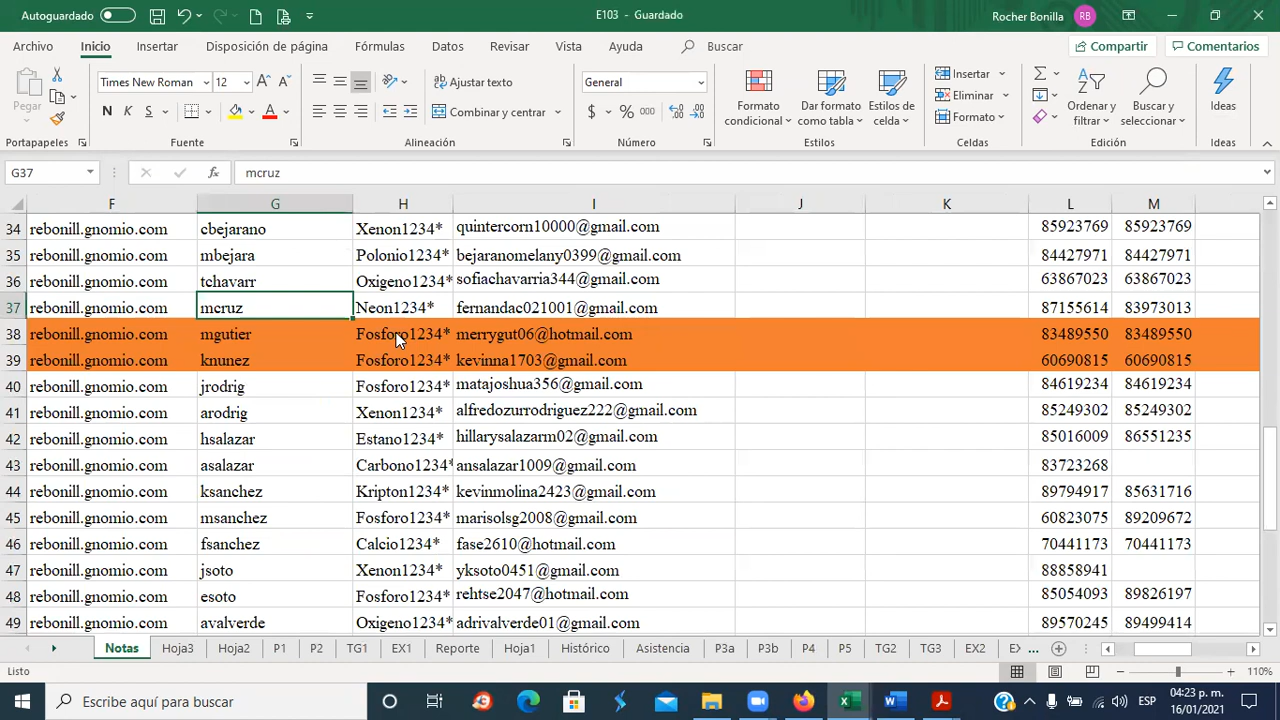 Autoguardado E103 - Guardado Rocher Bonilla RB
Archivo Inicio Insertar Disposición de página Fórmulas Datos Revisar Vista Ayuda Buscar Compartir Comentarios
Pegar Times New Roman 12 Ajustar texto General Insertar
N K S Combinar y centrar $ % 000 Formato condicional Dar formato como tabla Estilos de celda Eliminar Formato Ordenar y filtrar Buscar y seleccionar Ideas
Portapapeles Fuente Alineación Número Estilos Celdas Edición Ideas
G37 fx mcruz
F G H I J K L M
34 rebonill.gnomio.com cbejarano Xenon1234* quintercorn10000@gmail.com 85923769 85923769
35 rebonill.gnomio.com mbejara Polonio1234* bejaranomelany0399@gmail.com 84427971 84427971
36 rebonill.gnomio.com tchavarr Oxigeno1234* sofiachavarria344@gmail.com 63867023 63867023
37 rebonill.gnomio.com mcruz Neon1234* fernandac021001@gmail.com 87155614 83973013
38 rebonill.gnomio.com mgutier Fosforo1234* merrygut06@hotmail.com 83489550 83489550
39 rebonill.gnomio.com knunez Fosforo1234* kevinna1703@gmail.com 60690815 60690815
40 rebonill.gnomio.com jrodrig Fosforo1234* matajoshua356@gmail.com 84619234 84619234
41 rebonill.gnomio.com arodrig Xenon1234* alfredozurrodriguez222@gmail.com 85249302 85249302
42 rebonill.gnomio.com hsalazar Estano1234* hillarysalazarm02@gmail.com 85016009 86551235
43 rebonill.gnomio.com asalazar Carbono1234* ansalazar1009@gmail.com 83723268
44 rebonill.gnomio.com ksanchez Kripton1234* kevinmolina2423@gmail.com 89794917 85631716
45 rebonill.gnomio.com msanchez Fosforo1234* marisolsg2008@gmail.com 60823075 89209672
46 rebonill.gnomio.com fsanchez Calcio1234* fase2610@hotmail.com 70441173 70441173
47 rebonill.gnomio.com jsoto Xenon1234* yksoto0451@gmail.com 88858941
48 rebonill.gnomio.com esoto Fosforo1234* rehtse2047@hotmail.com 85054093 89826197
49 rebonill.gnomio.com avalverde Oxigeno1234* adrivalverde01@gmail.com 89570245 89499414
Notas Hoja3 Hoja2 P1 P2 TG1 EX1 Reporte Hoja1 Histórico Asistencia P3a P3b P4 P5 TG2 TG3 EX2 EX ...
Listo 110%
Escribe aquí para buscar ESP 04:23 p. m.
16/01/2021